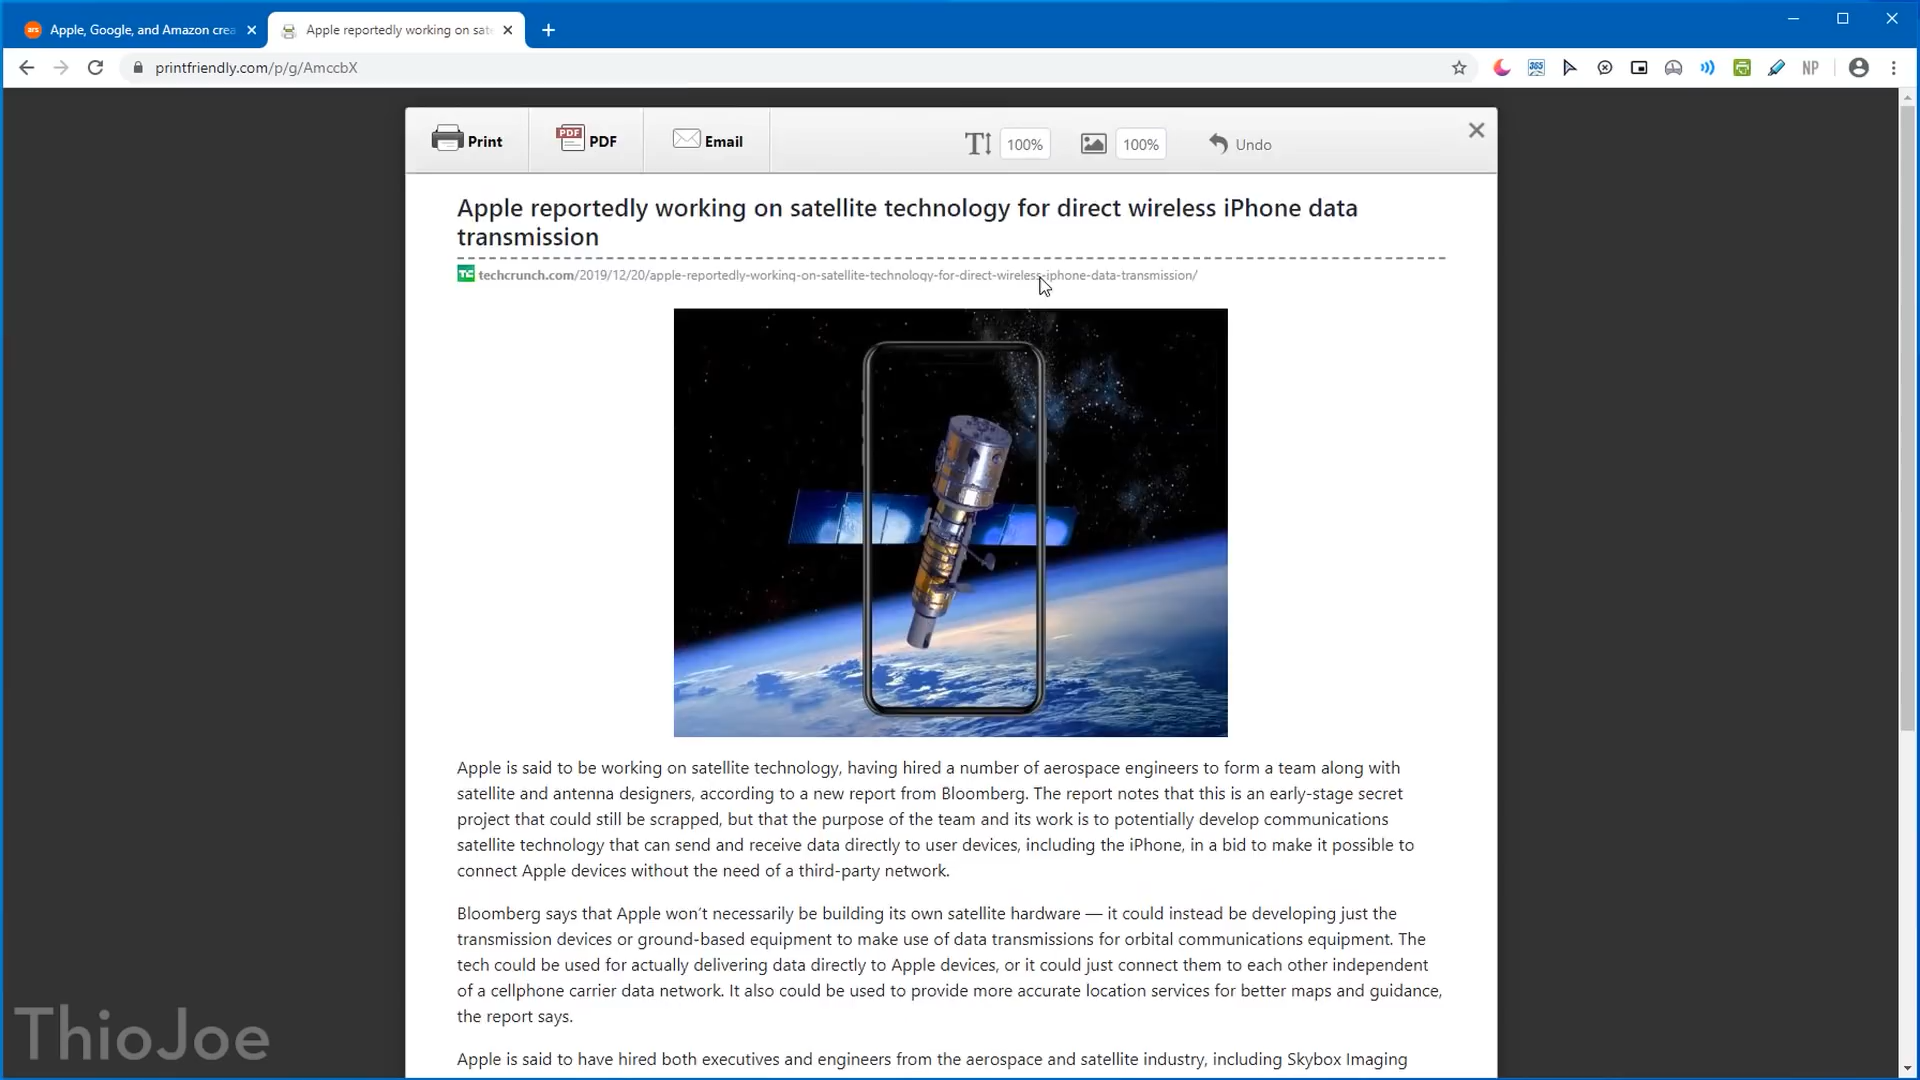 ars Apple, Google, and Amazon crea
Apple reportedly working on sate
printfriendly.com/p/g/AmccbX
365
NP
Print
PDF PDF
Email
100%
100%
Undo
Apple reportedly working on satellite technology for direct wireless iPhone data
transmission
techcrunch.com/2019/12/20/apple-reportedly-working-on-satellite-technology-for-direct-wireless-iphone-data-transmission/
Apple is said to be working on satellite technology, having hired a number of aerospace engineers to form a team along with
satellite and antenna designers, according to a new report from Bloomberg. The report notes that this is an early-stage secret
project that could still be scrapped, but that the purpose of the team and its work is to potentially develop communications
satellite technology that can send and receive data directly to user devices, including the iPhone, in a bid to make it possible to
connect Apple devices without the need of a third-party network.
Bloomberg says that Apple won’t necessarily be building its own satellite hardware — it could instead be developing just the
transmission devices or ground-based equipment to make use of data transmissions for orbital communications equipment. The
tech could be used for actually delivering data directly to Apple devices, or it could just connect them to each other independent
of a cellphone carrier data network. It also could be used to provide more accurate location services for better maps and guidance,
the report says.
ThioJoe
Apple is said to have hired both executives and engineers from the aerospace and satellite industry, including Skybox Imaging